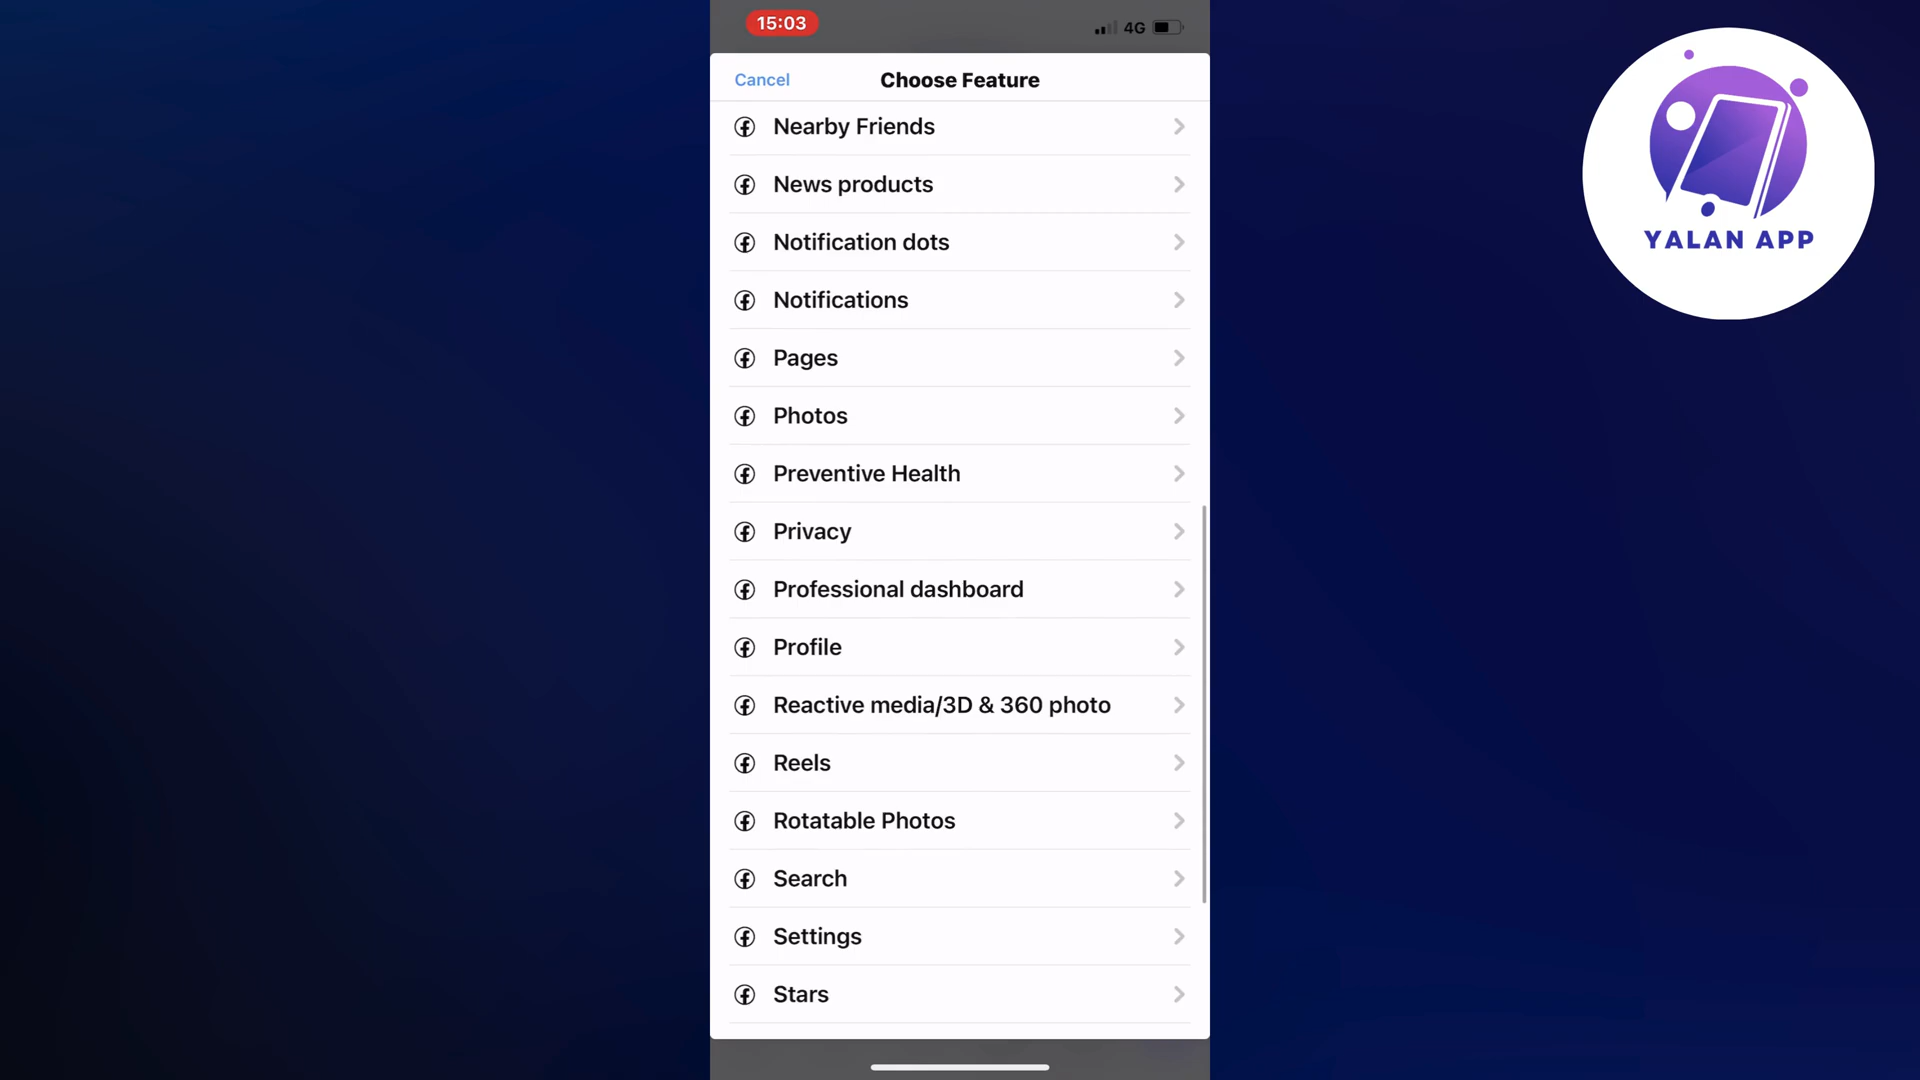 15:03
4G
Cancel
Choose Feature
Nearby Friends
News products
Notification dots
Notifications
Pages
Photos
Preventive Health
Privacy
Professional dashboard
Profile
Reactive media/3D & 360 photo
Reels
Rotatable Photos
Search
Settings
Stars
YALAN APP